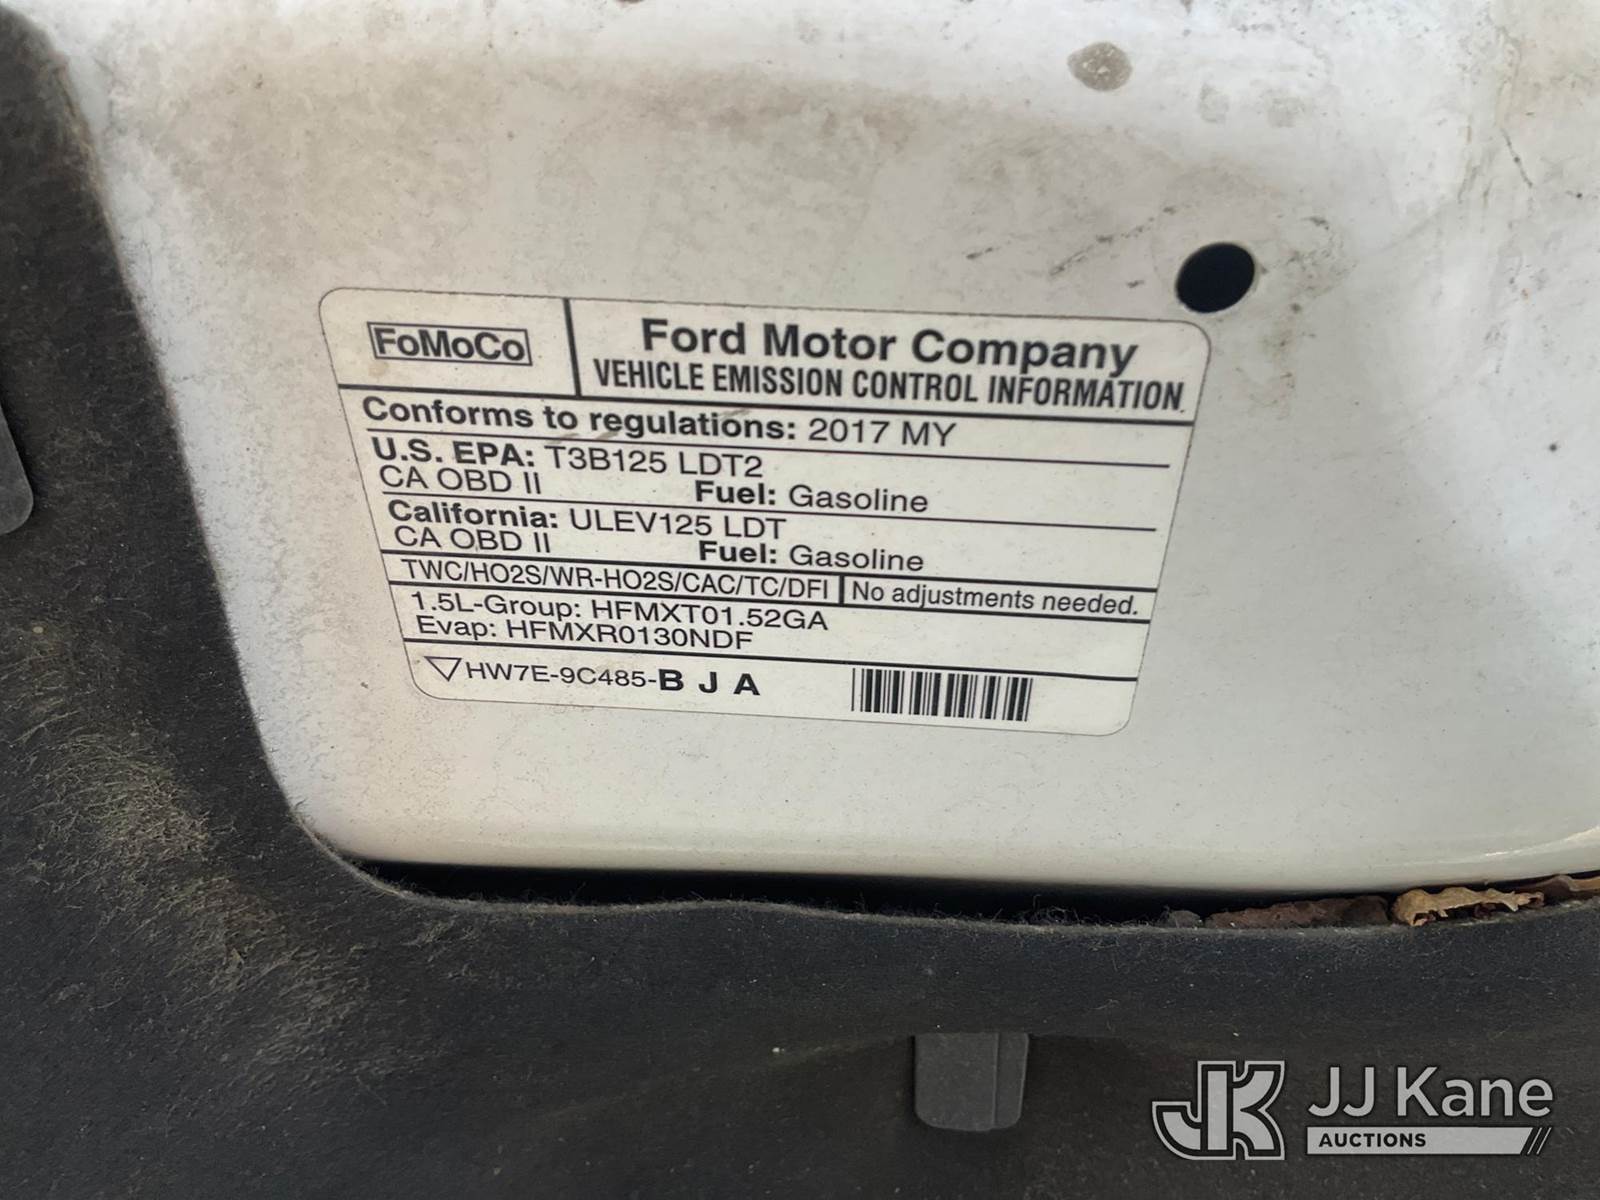 FoMoCo
Ford Motor Company
VEHICLE EMISSION CONTROL INFORMATION
Conforms to regulations: 2017 MY
U.S. EPA: T3B125 LDT2
CA OBD II Fuel: Gasoline
California: ULEV125 LDT
CA OBD II Fuel: Gasoline
TWC/HO2S/WR-HO2S/CAC/TC/DFI No adjustments needed.
1.5L-Group: HFMXT01.52GA
Evap: HFMXR0130NDF
HW7E-9C485-B J A
JK JJ Kane
AUCTIONS